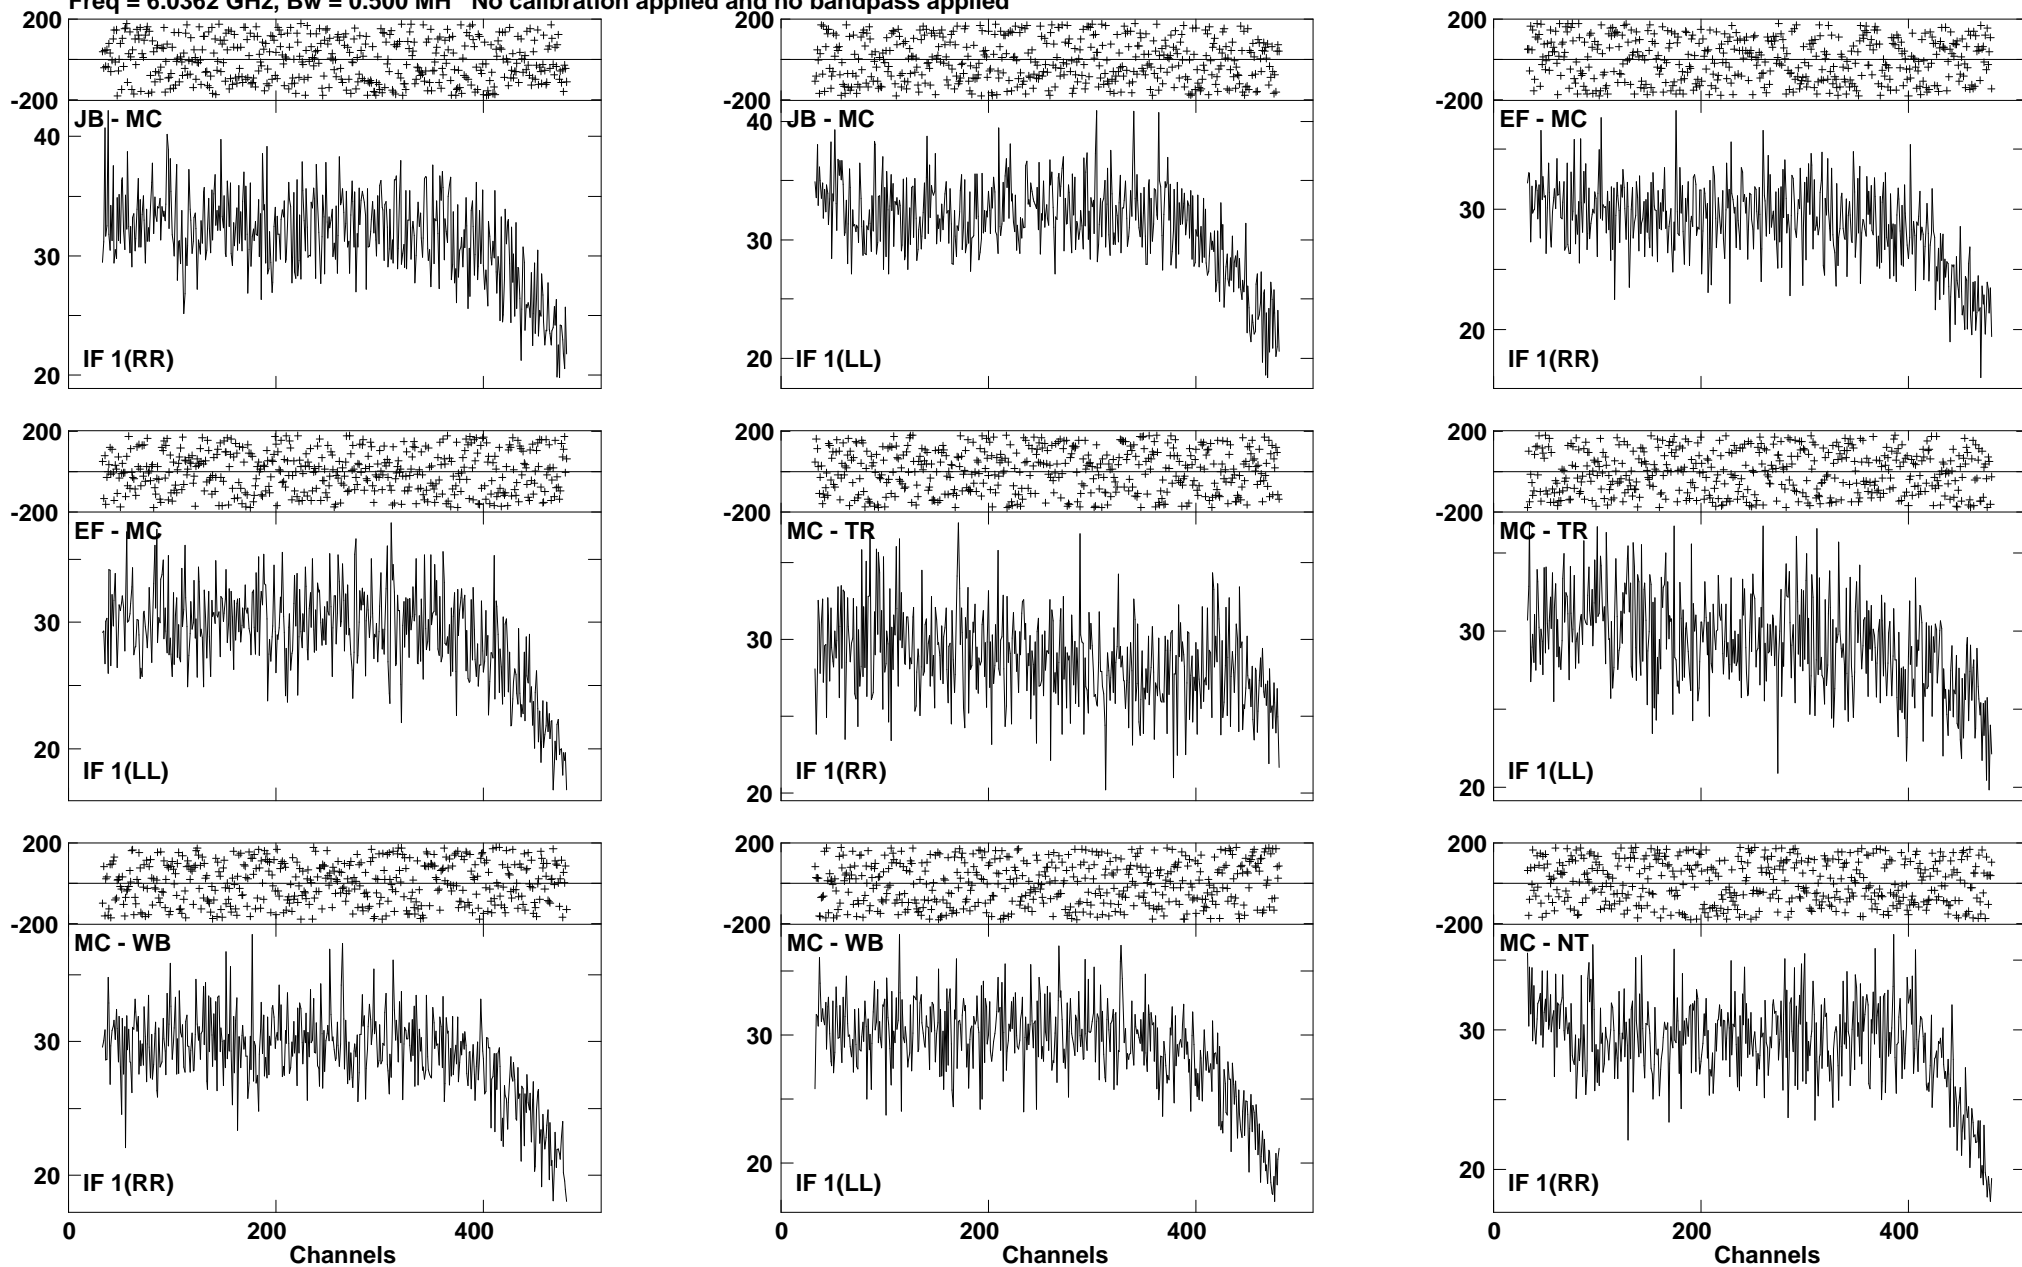 Freq = 6.0362 GHz, Bw = 0.500 MH No calibration applied and no bandpass applied
200
-200
JB - MC
40
30
20
IF 1(RR)
200
-200
JB - MC
40
30
20
IF 1(LL)
200
-200
EF - MC
30
20
IF 1(RR)
200
-200
EF - MC
30
20
IF 1(LL)
200
-200
MC - TR
30
20
IF 1(RR)
200
-200
MC - TR
30
20
IF 1(LL)
200
-200
MC - WB
30
20
IF 1(RR)
0 200 400
Channels
200
-200
MC - WB
30
20
IF 1(LL)
0 200 400
Channels
200
-200
MC - NT
30
20
IF 1(RR)
0 200 400
Channels